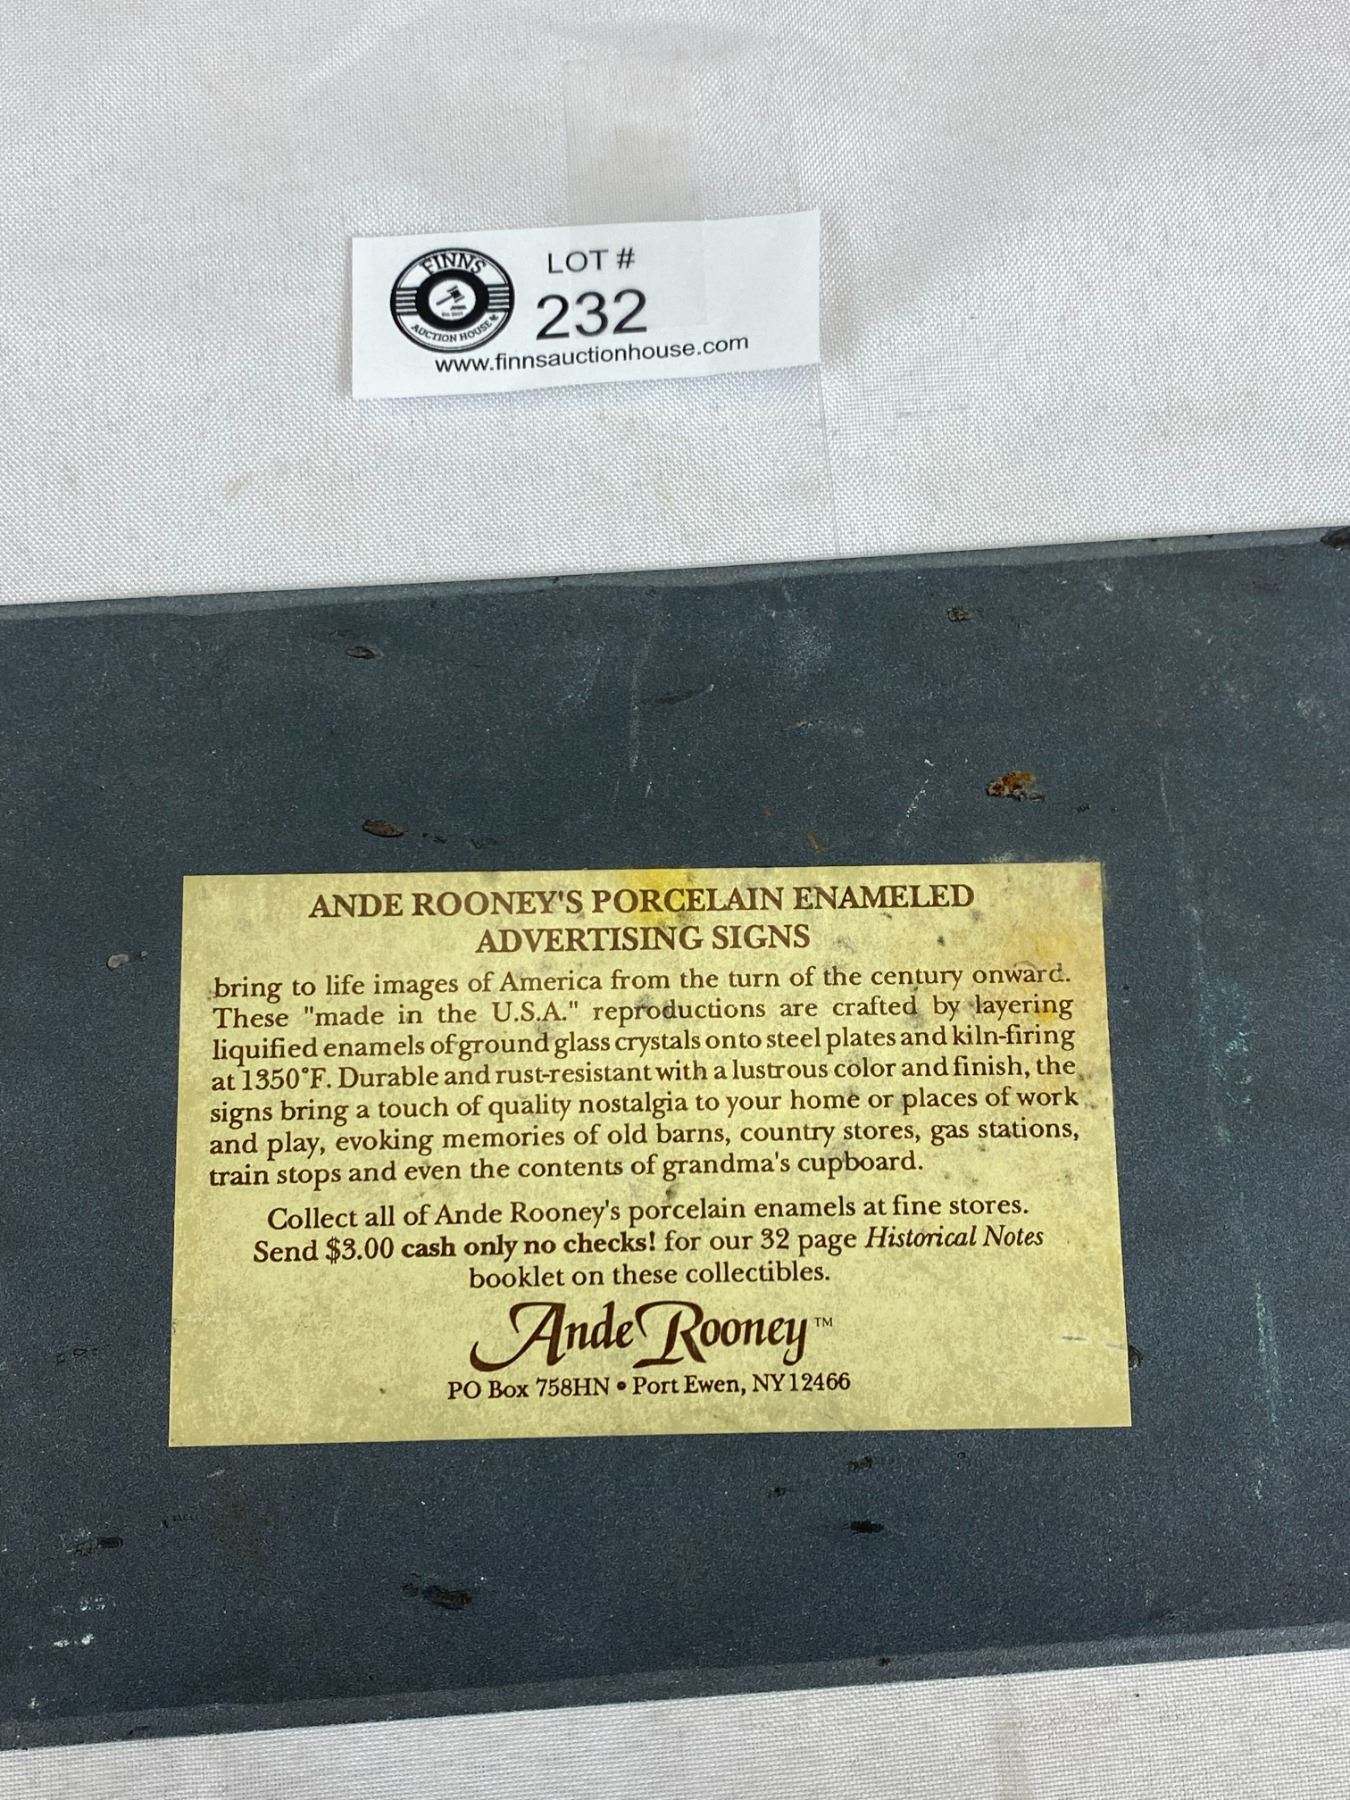 FINNS
AUCTION HOUSE
LOT #
232
www.finnsauctionhouse.com
ANDE ROONEY'S PORCELAIN ENAMELED
ADVERTISING SIGNS
bring to life images of America from the turn of the century onward.
These "made in the U.S.A." reproductions are crafted by layering
liquified enamels of ground glass crystals onto steel plates and kiln-firing
at 1350°F. Durable and rust-resistant with a lustrous color and finish, the
signs bring a touch of quality nostalgia to your home or places of work
and play, evoking memories of old barns, country stores, gas stations,
train stops and even the contents of grandma's cupboard.
Collect all of Ande Rooney's porcelain enamels at fine stores.
Send $3.00 cash only no checks! for our 32 page Historical Notes
booklet on these collectibles.
Ande Rooney™
PO Box 758HN • Port Ewen, NY 12466